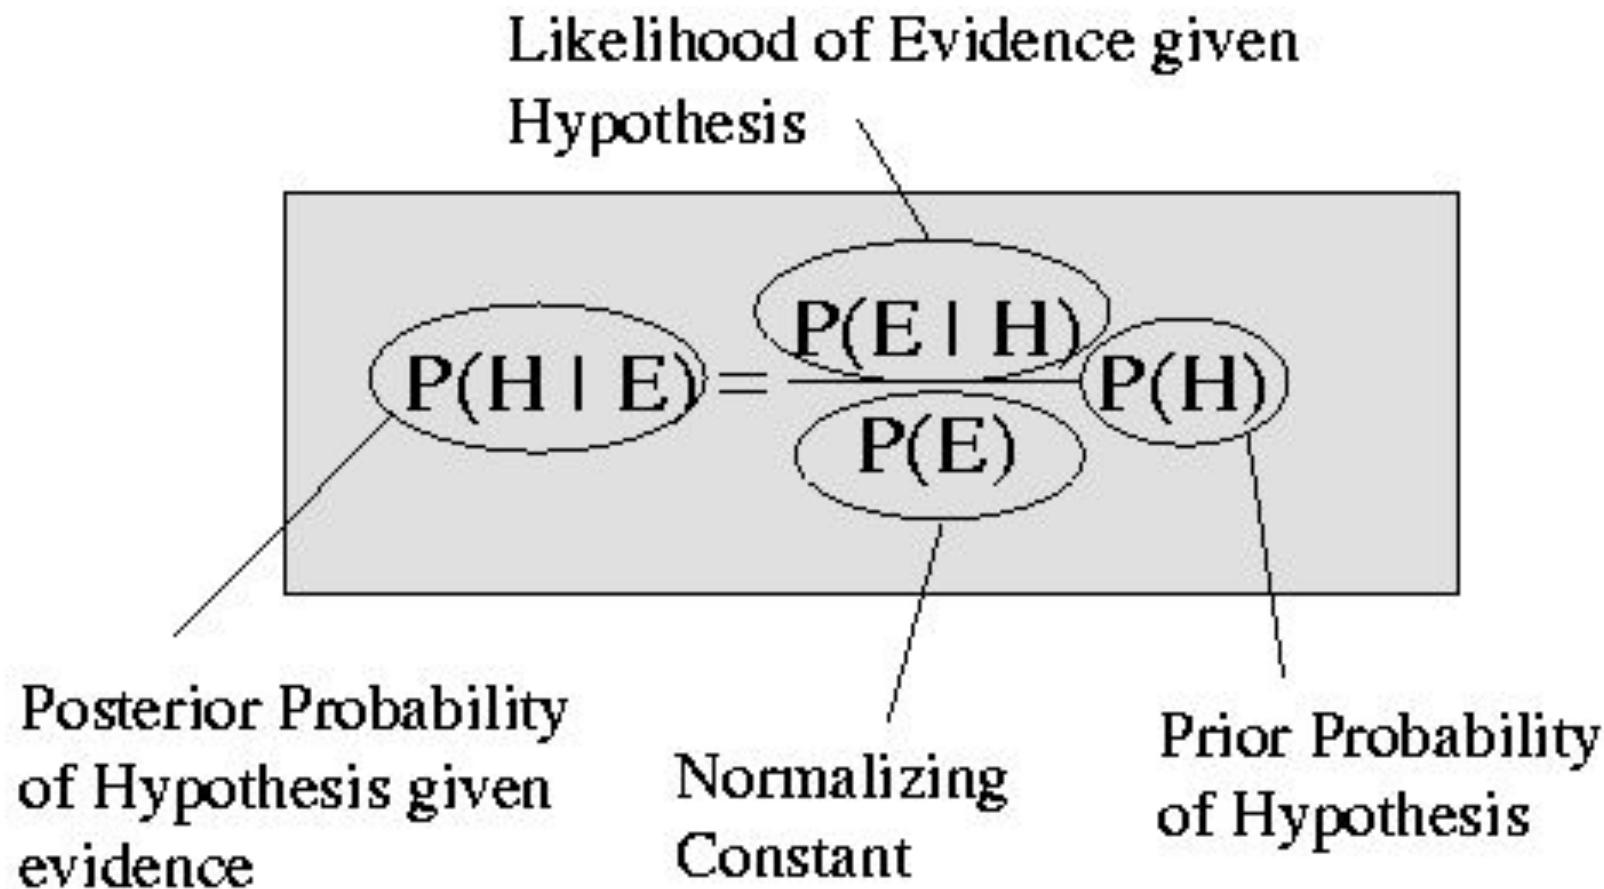 Likelihood of Evidence given
Hypothesis
P(E | H)
P(H | E) = P(H)
P(E)
Posterior Probability
of Hypothesis given
evidence
Normalizing
Constant
Prior Probability
of Hypothesis